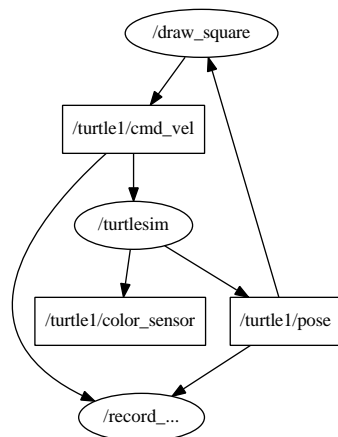 /draw_square
/turtle1/cmd_vel
/turtlesim
/turtle1/color_sensor
/turtle1/pose
/record_...